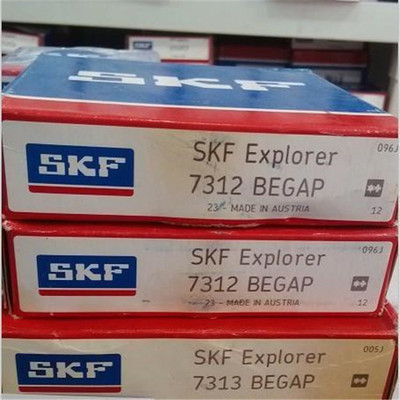 SKF
SKF
SKF Explorer
096J
7312 BEGAP
23 - MADE IN AUSTRIA
12
SKF
SKF Explorer
096J
7312 BEGAP
23 - MADE IN AUSTRIA
12
SKF
SKF Explorer
005J
7313 BEGAP